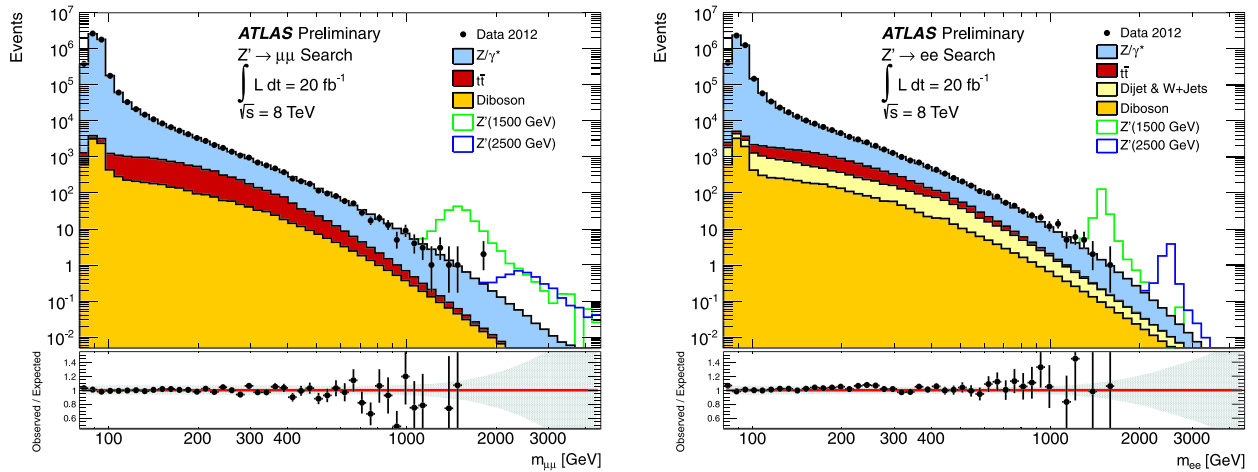 Events
10⁷
10⁶
10⁵
10⁴
10³
10²
10
1
10⁻¹
10⁻²
ATLAS Preliminary
Z' → μμ Search
∫ L dt = 20 fb⁻¹
√s = 8 TeV
Data 2012
Z/γ*
tt̄
Diboson
Z'(1500 GeV)
Z'(2500 GeV)
Observed / Expected
1.4
1.2
1
0.8
0.6
100
200
300
400
1000
2000
3000
m_μμ [GeV]
Events
10⁷
10⁶
10⁵
10⁴
10³
10²
10
1
10⁻¹
10⁻²
ATLAS Preliminary
Z' → ee Search
∫ L dt = 20 fb⁻¹
√s = 8 TeV
Data 2012
Z/γ*
tt̄
Dijet & W+Jets
Diboson
Z'(1500 GeV)
Z'(2500 GeV)
Observed / Expected
1.4
1.2
1
0.8
0.6
100
200
300
400
1000
2000
3000
m_ee [GeV]